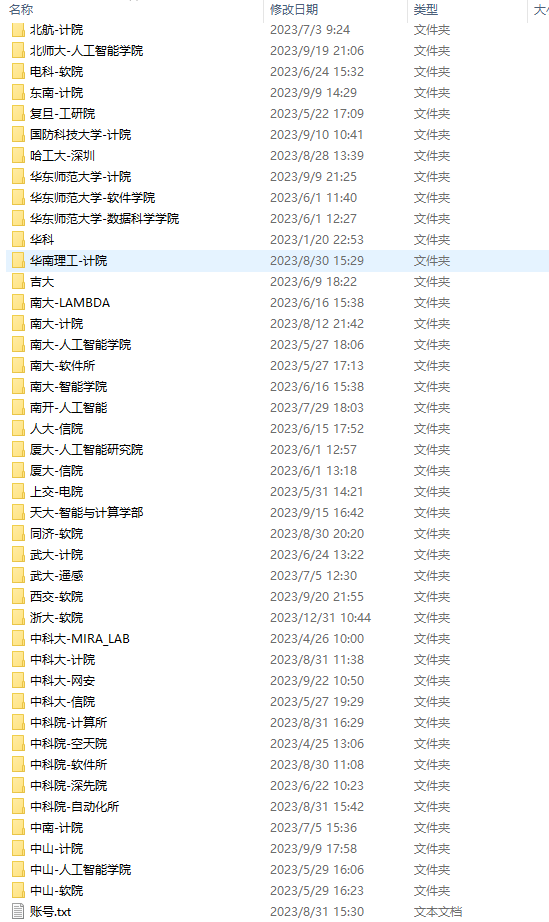 名称 修改日期 类型 大小
北航-计院 2023/7/3 9:24 文件夹
北师大-人工智能学院 2023/9/19 21:06 文件夹
电科-软院 2023/6/24 15:32 文件夹
东南-计院 2023/9/9 14:29 文件夹
复旦-工研院 2023/5/22 17:09 文件夹
国防科技大学-计院 2023/9/10 10:41 文件夹
哈工大-深圳 2023/8/28 13:39 文件夹
华东师范大学-计院 2023/9/9 21:25 文件夹
华东师范大学-软件学院 2023/6/1 11:40 文件夹
华东师范大学-数据科学学院 2023/6/1 12:27 文件夹
华科 2023/1/20 22:53 文件夹
华南理工-计院 2023/8/30 15:29 文件夹
吉大 2023/6/9 18:22 文件夹
南大-LAMBDA 2023/6/16 15:38 文件夹
南大-计院 2023/8/12 21:42 文件夹
南大-人工智能学院 2023/5/27 18:06 文件夹
南大-软件所 2023/5/27 17:13 文件夹
南大-智能学院 2023/6/16 15:38 文件夹
南开-人工智能 2023/7/29 18:03 文件夹
人大-信院 2023/6/15 17:52 文件夹
厦大-人工智能研究院 2023/6/1 12:57 文件夹
厦大-信院 2023/6/1 13:18 文件夹
上交-电院 2023/5/31 14:21 文件夹
天大-智能与计算学部 2023/9/15 16:42 文件夹
同济-软院 2023/8/30 20:20 文件夹
武大-计院 2023/6/24 13:22 文件夹
武大-遥感 2023/7/5 12:30 文件夹
西交-软院 2023/9/20 21:55 文件夹
浙大-软院 2023/12/31 10:44 文件夹
中科大-MIRA_LAB 2023/4/26 10:00 文件夹
中科大-计院 2023/8/31 11:38 文件夹
中科大-网安 2023/9/22 10:50 文件夹
中科大-信院 2023/5/27 19:29 文件夹
中科院-计算所 2023/8/31 16:29 文件夹
中科院-空天院 2023/4/25 13:06 文件夹
中科院-软件所 2023/8/30 11:08 文件夹
中科院-深先院 2023/6/22 10:23 文件夹
中科院-自动化所 2023/8/31 15:42 文件夹
中南-计院 2023/7/5 15:36 文件夹
中山-计院 2023/9/9 17:58 文件夹
中山-人工智能学院 2023/5/29 16:06 文件夹
中山-软院 2023/5/29 16:23 文件夹
账号.txt 2023/8/31 15:30 文本文档